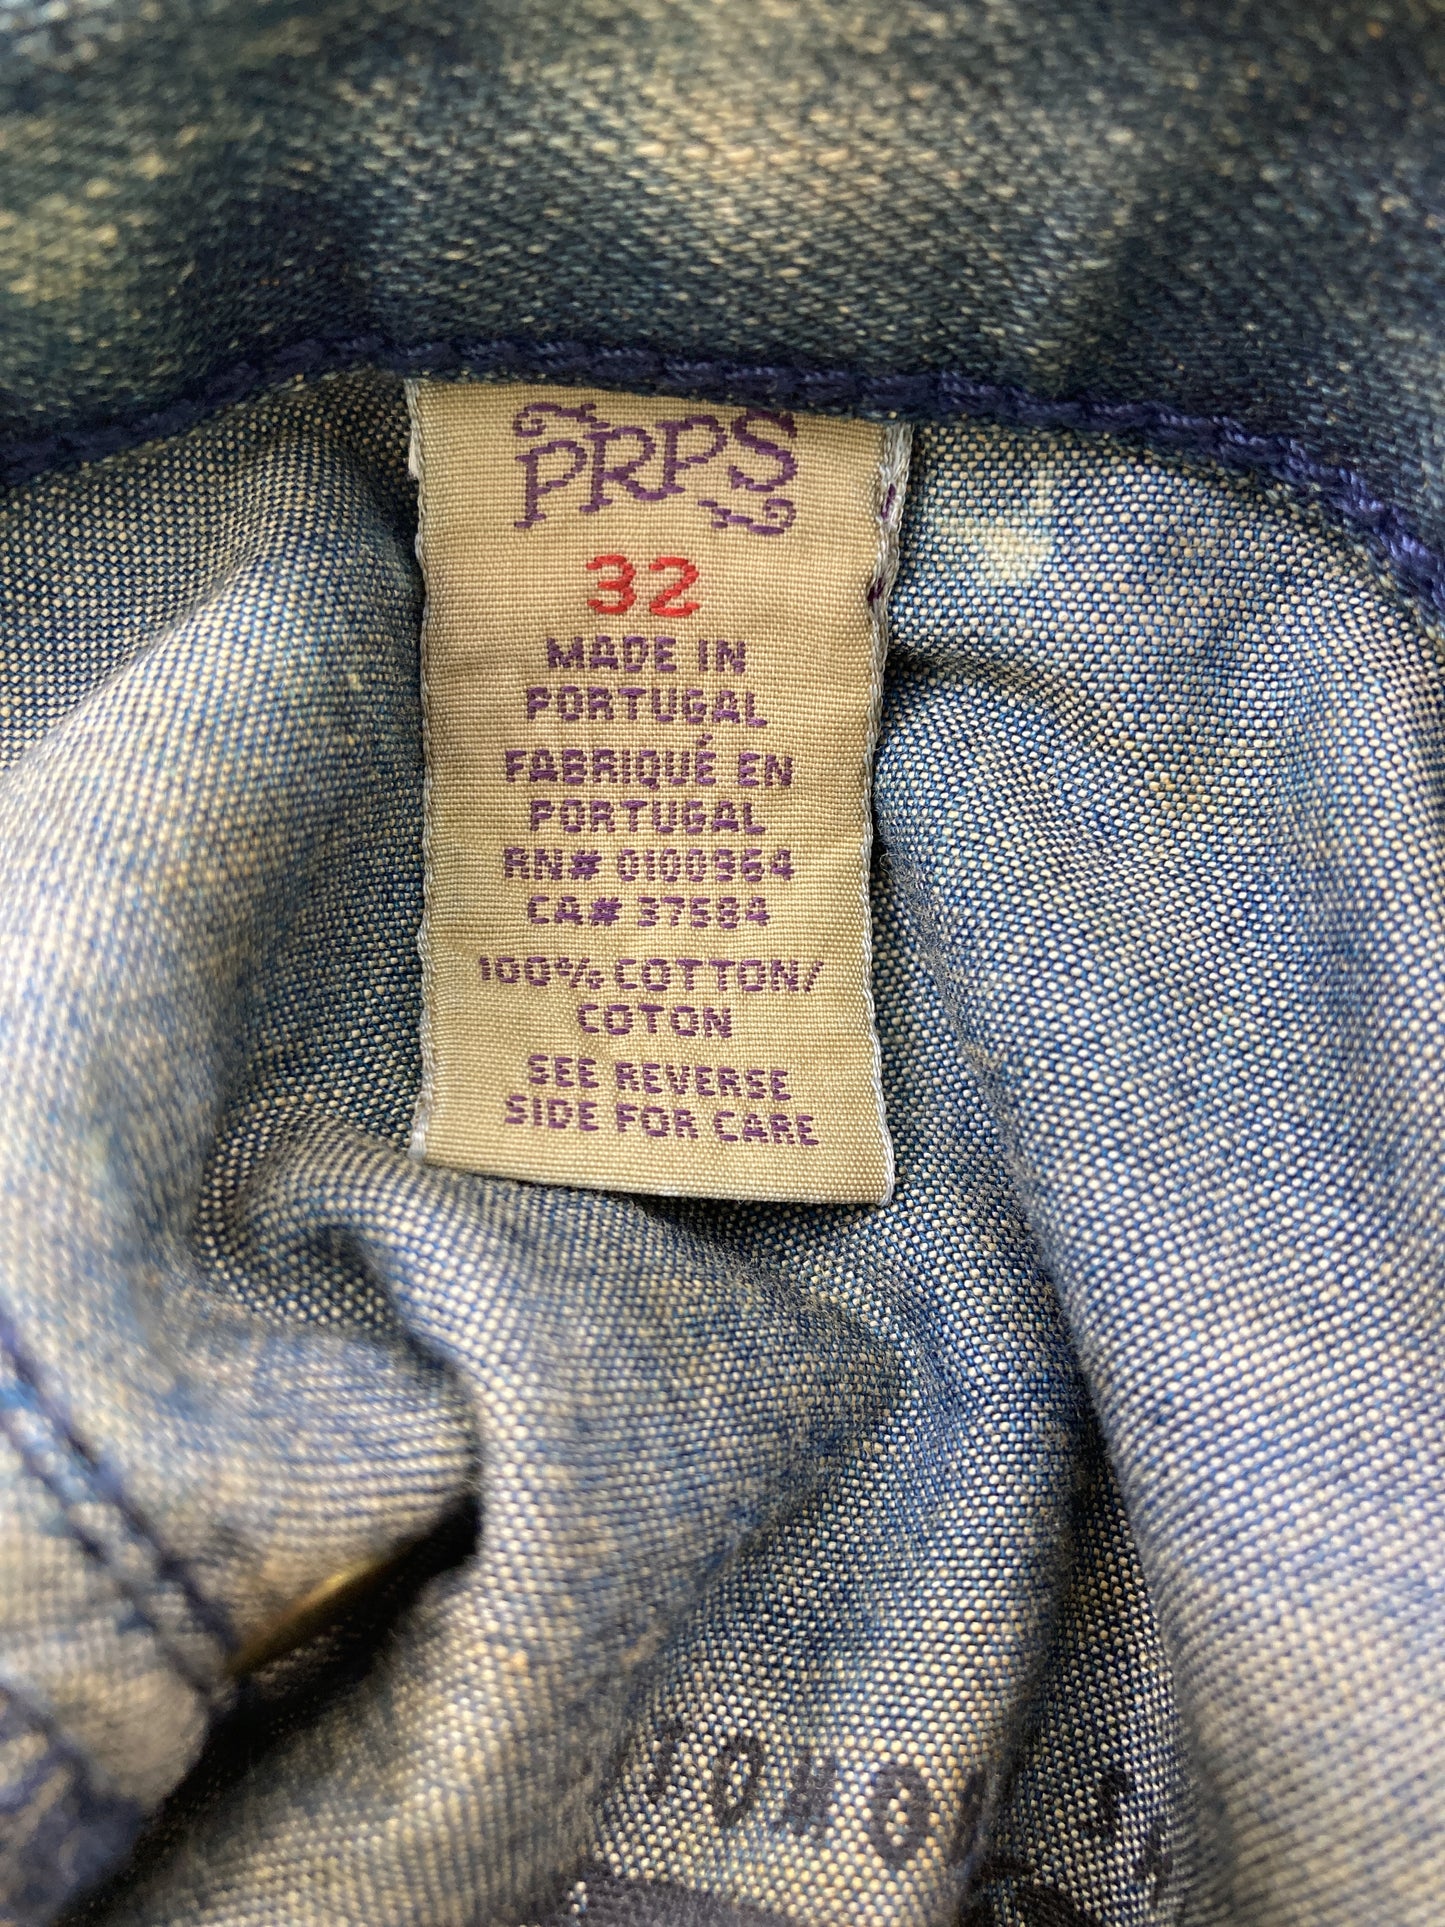 PRPS
32
MADE IN
PORTUGAL
FABRIQUÉ EN
PORTUGAL
RN# 0100964
CA# 37584
100% COTTON/
COTON
SEE REVERSE
SIDE FOR CARE